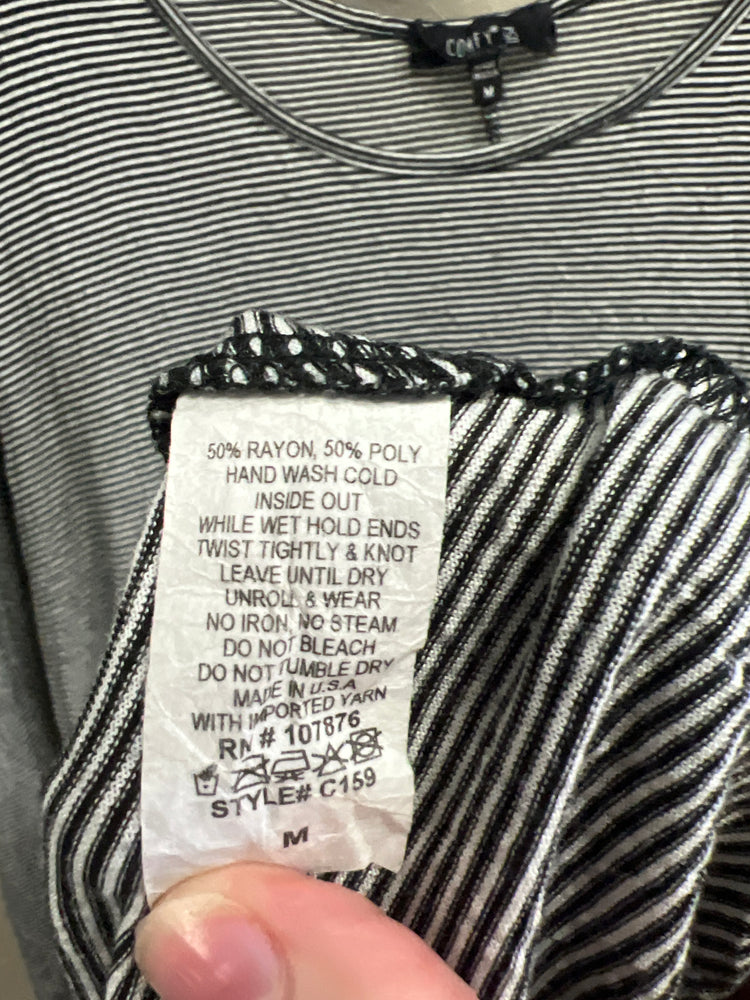 M
50% RAYON, 50% POLY
HAND WASH COLD
INSIDE OUT
WHILE WET HOLD ENDS
TWIST TIGHTLY & KNOT
LEAVE UNTIL DRY
UNROLL & WEAR
NO IRON, NO STEAM
DO NOT BLEACH
DO NOT TUMBLE DRY
MADE IN U.S.A
WITH IMPORTED YARN
RN# 107876
STYLE# C159
M